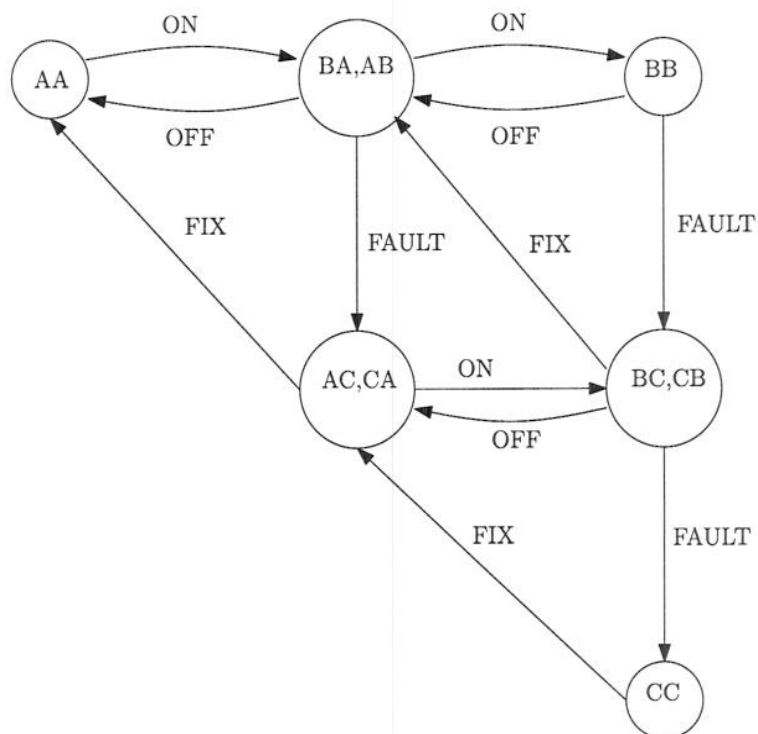 ON
ON
AA
BA,AB
BB
OFF
OFF
FIX
FAULT
FIX
FAULT
AC,CA
ON
BC,CB
OFF
FIX
FAULT
CC